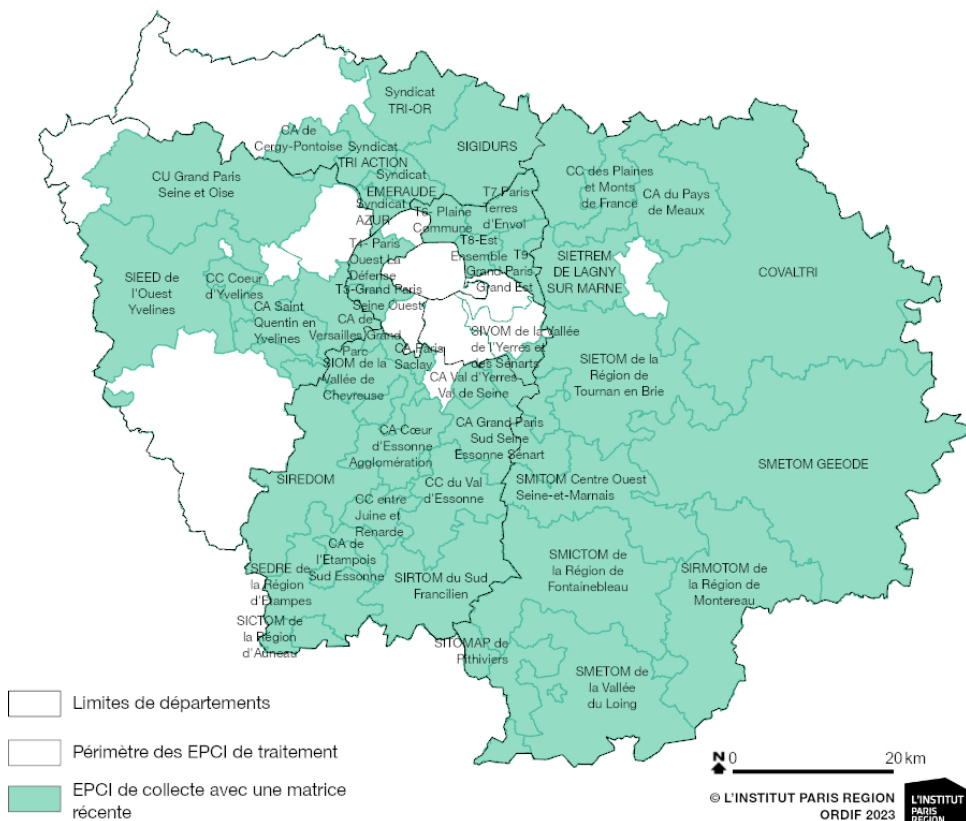 Syndicat
TRI-OR
CA de
Cergy-Pontoise
Syndicat
TRI ACTION
SIGIDURS
Syndicat
ÉMERAUDE
Syndicat
AZUR
CU Grand Paris
Seine et Oise
T6- Plaine
Commune
T7 Paris
Terres
d'Envol
CC des Plaines
et Monts
de France
CA du Pays
de Meaux
T4- Paris
Ouest La
Défense
T8-Est
Ensemble
T9
Grand Paris
Grand Est
SIETREM
DE LAGNY
SUR MARNE
COVALTRI
SIEED de
l'Ouest
Yvelines
CC Coeur
d'Yvelines
T5-Grand Paris
Seine Ouest
CA Saint
Quentin en
Yvelines
CA de
Versailles Grand
Parc
CA Paris
Saclay
SIVOM de la Vallée
de l'Yerres et
des Sénarts
SIOM de la
Vallée de
Chevreuse
CA Val d'Yerres
Val de Seine
SIETOM de la
Région de
Tournan en Brie
CA Cœur
d'Essonne
Agglomération
CA Grand Paris
Sud Seine
Essonne Sénart
SMETOM GEEODE
SIREDOM
CC du Val
d'Essonne
SMITOM Centre Ouest
Seine-et-Marnais
CC entre
Juine et
Renarde
CA de
l'Etampois
Sud Essonne
SEDRE de
la Région
d'Etampes
SIRTOM du Sud
Francilien
SMICTOM de
la Région de
Fontainebleau
SIRMOTOM de
la Région de
Montereau
SICTOM de
la Région
d'Auneau
SITOMAP de
Pithiviers
SMETOM de
la Vallée
du Loing
Limites de départements
Périmètre des EPCI de traitement
EPCI de collecte avec une matrice
récente
N 0 20 km
© L'INSTITUT PARIS REGION
ORDIF 2023
L'INSTITUT
PARIS
REGION